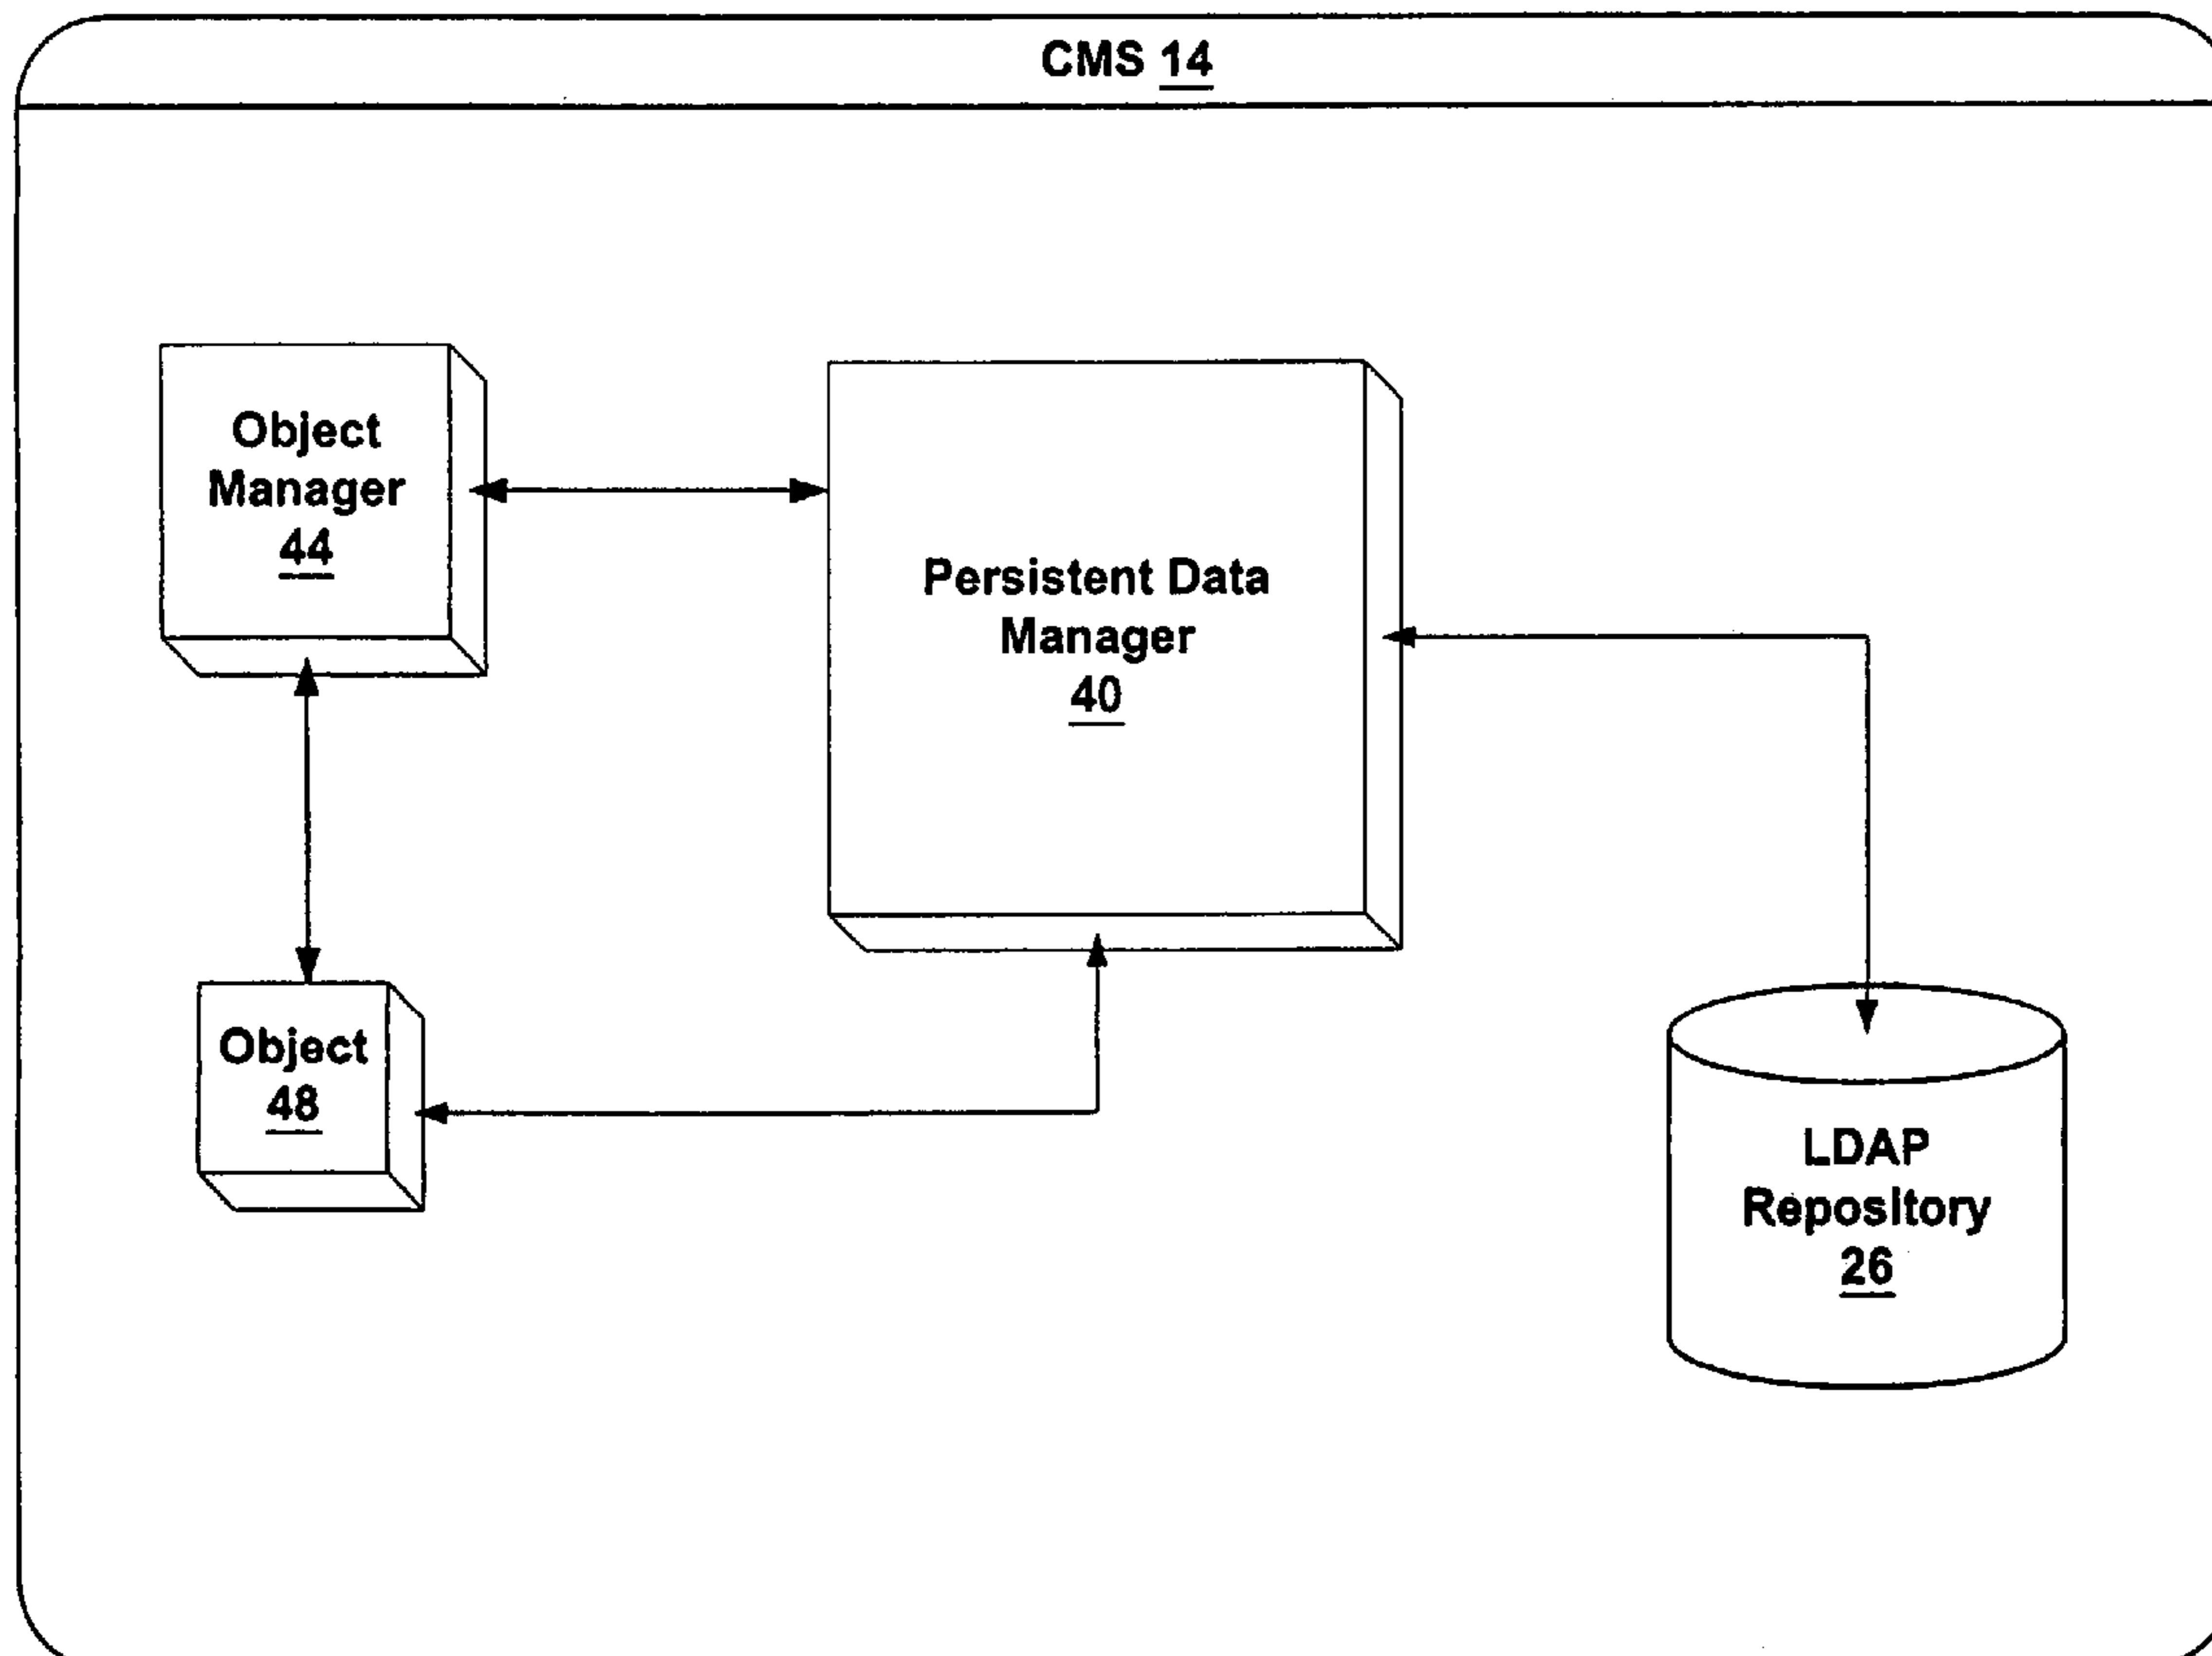 CMS 14
Object
Manager
44
Persistent Data
Manager
40
Object
48
LDAP
Repository
26